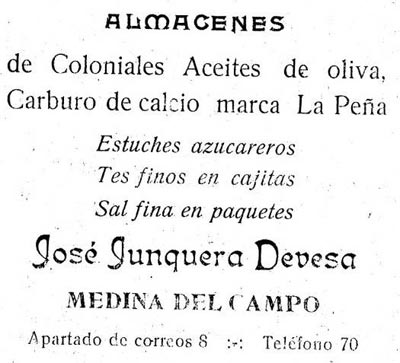 ALMACENES
de Coloniales Aceites de oliva,
Carburo de calcio marca La Peña
Estuches azucareros
Tes finos en cajitas
Sal fina en paquetes
José Junquera Devesa
MEDINA DEL CAMPO
Apartado de correos 8 :-: Teléfono 70